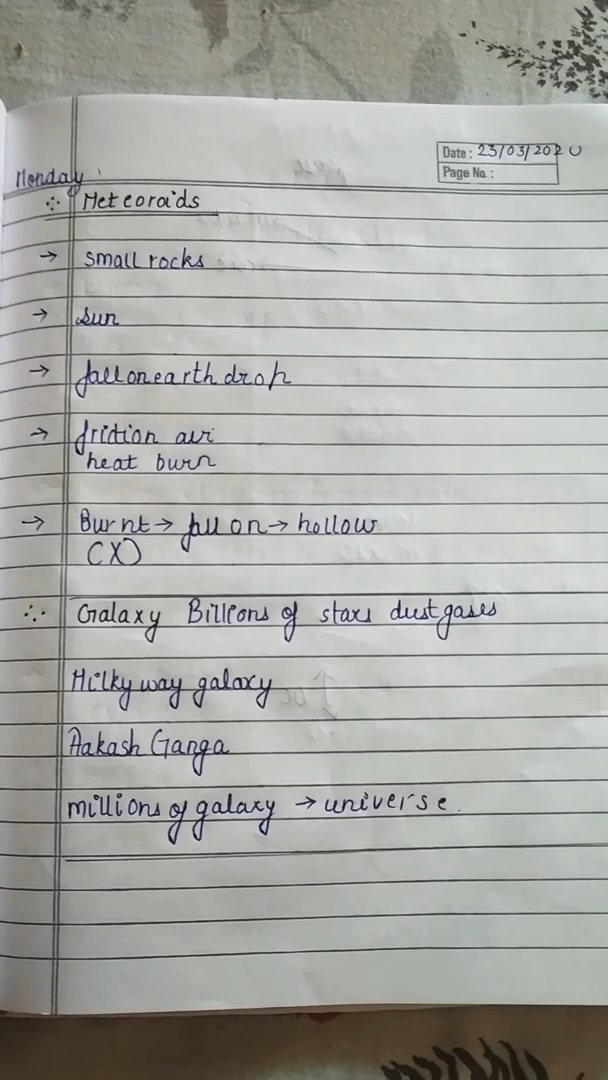 Date: 23/03/2020
Page No.:
Monday
∴ Meteoroids
→ small rocks
→ Sun
→ fall on earth drop
→ fridion air
heat burn
→ Burnt → fall on → hollow
(X)
∴ Galaxy Billions of stars dust gases
Milky way galaxy
Aakash Ganga
millions of galaxy → universe.